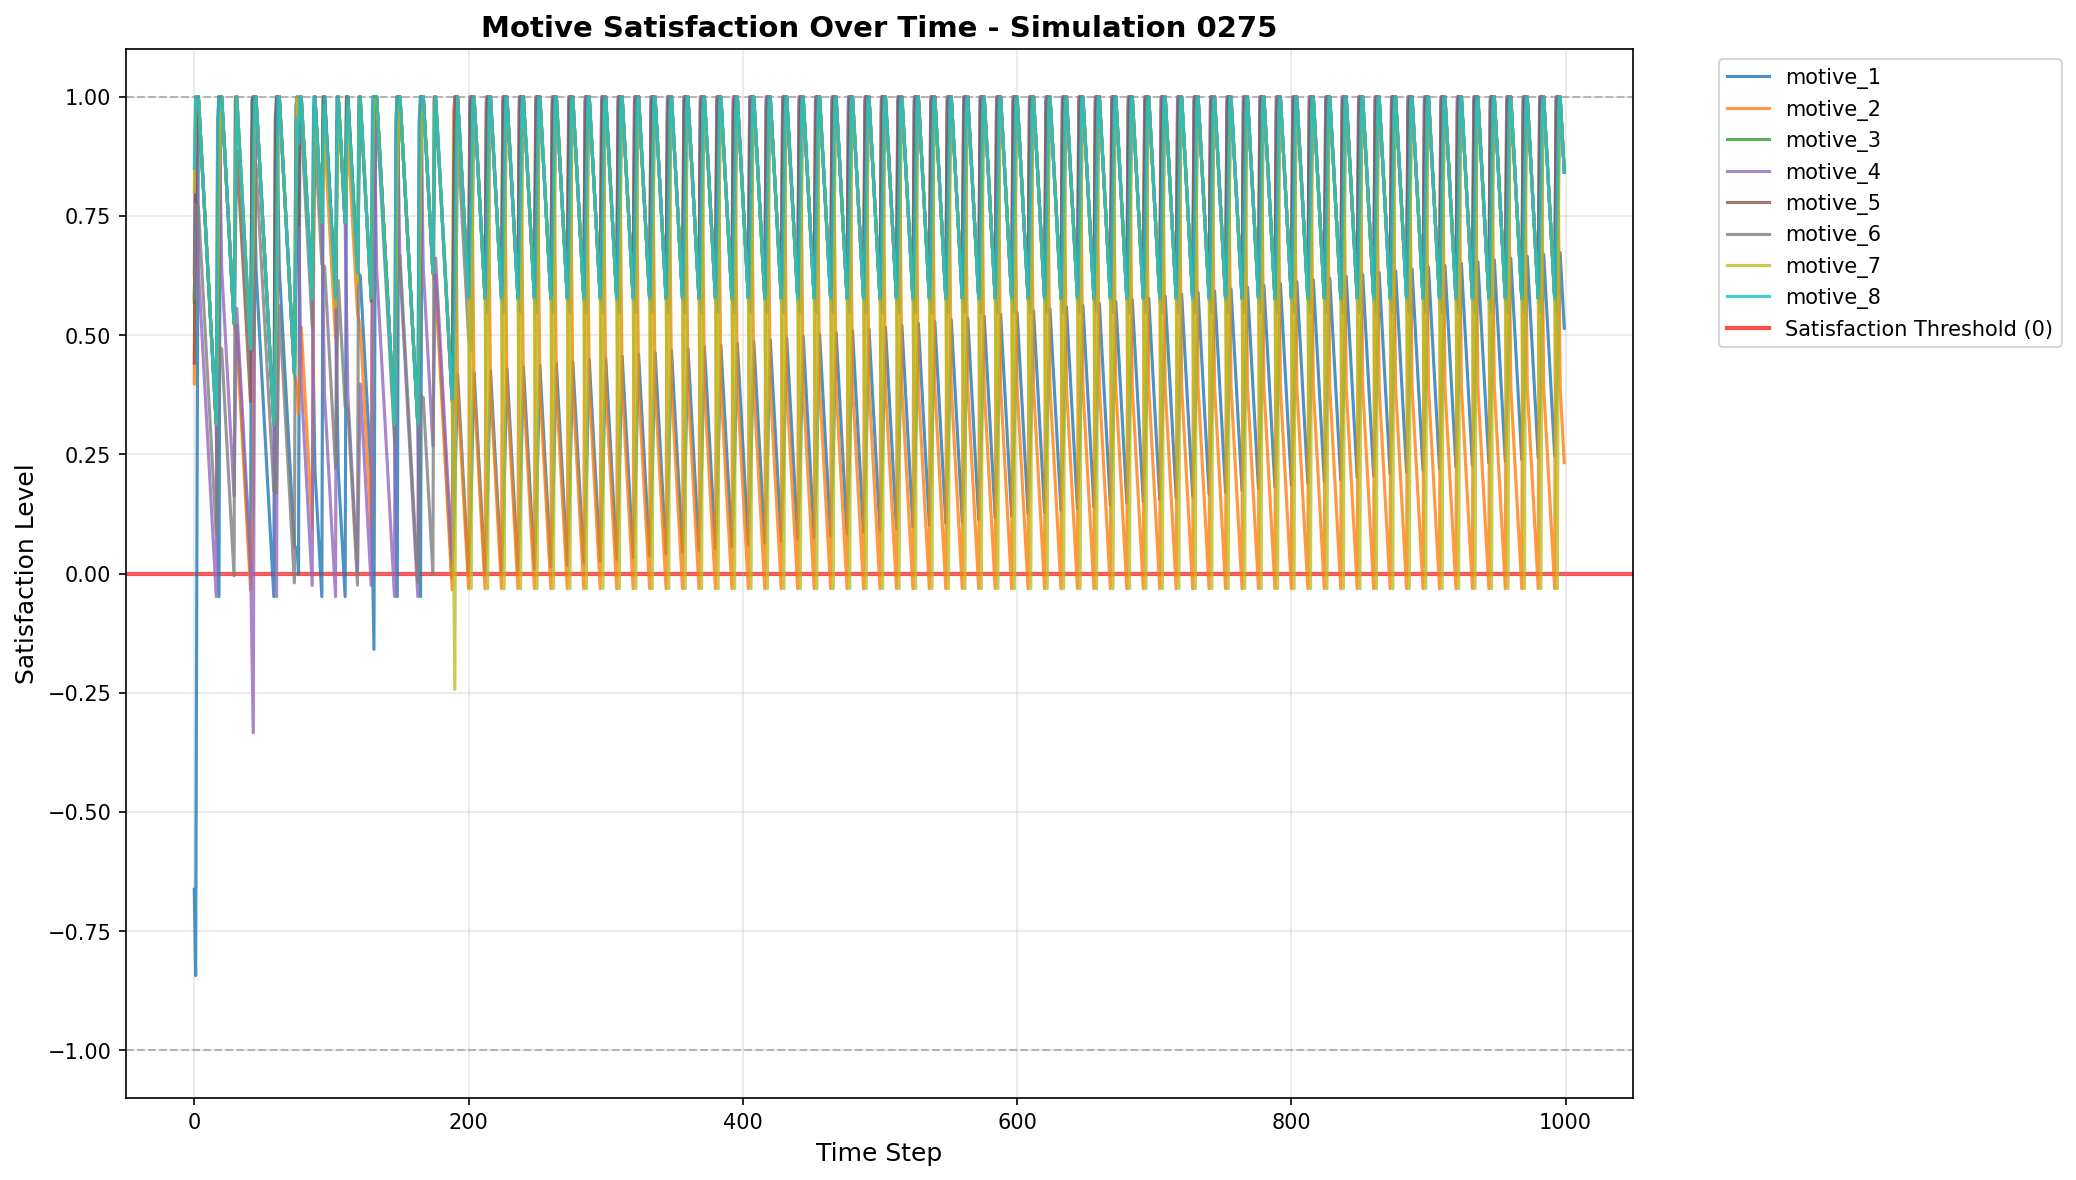 Motive Satisfaction Over Time - Simulation 0275
1.00
0.75
0.50
0.25
0.00
−0.25
−0.50
−0.75
−1.00
Satisfaction Level
0
200
400
600
800
1000
Time Step
motive_1
motive_2
motive_3
motive_4
motive_5
motive_6
motive_7
motive_8
Satisfaction Threshold (0)